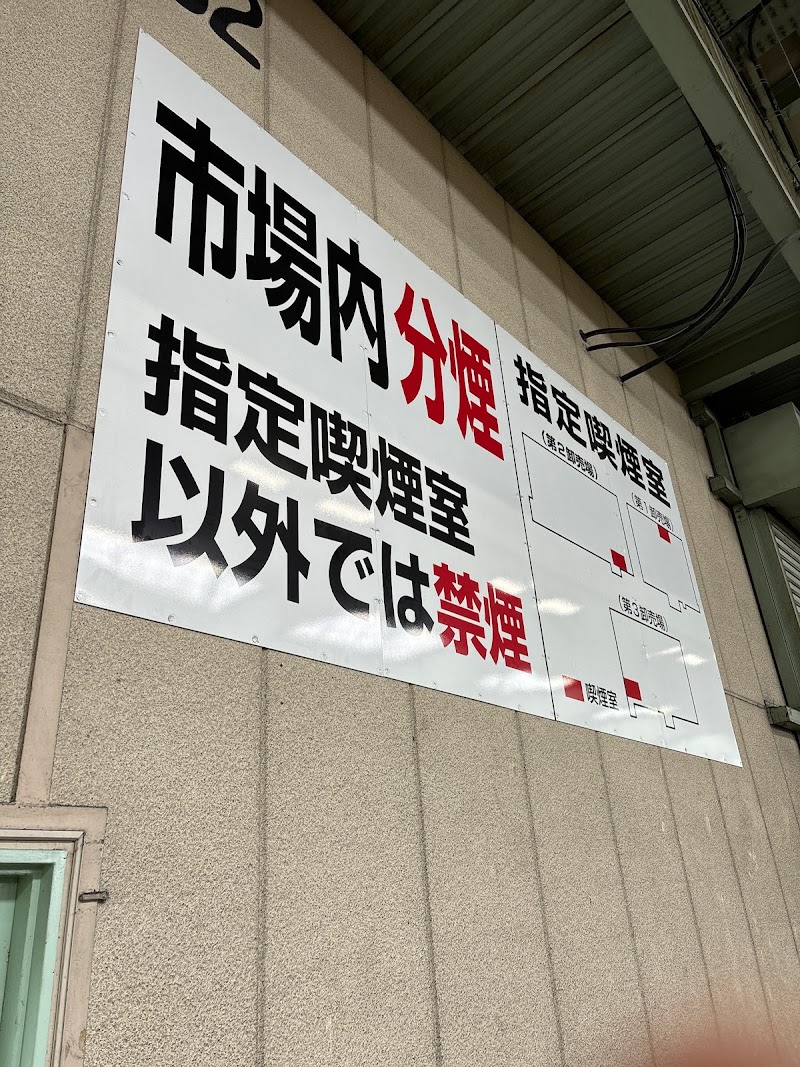 市場内分煙
指定喫煙室
以外では禁煙
指定喫煙室
(第2卸売場)
(第1卸売場)
(第3卸売場)
喫煙室